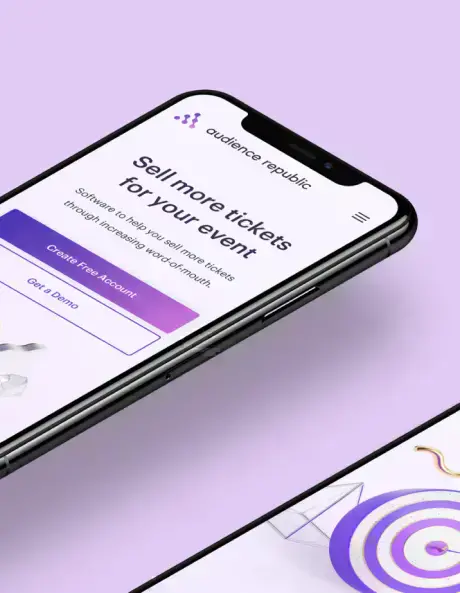 audience republic
Sell more tickets
for your event
Software to help you sell more tickets
through increasing word-of-mouth.
Create Free Account
Get a Demo